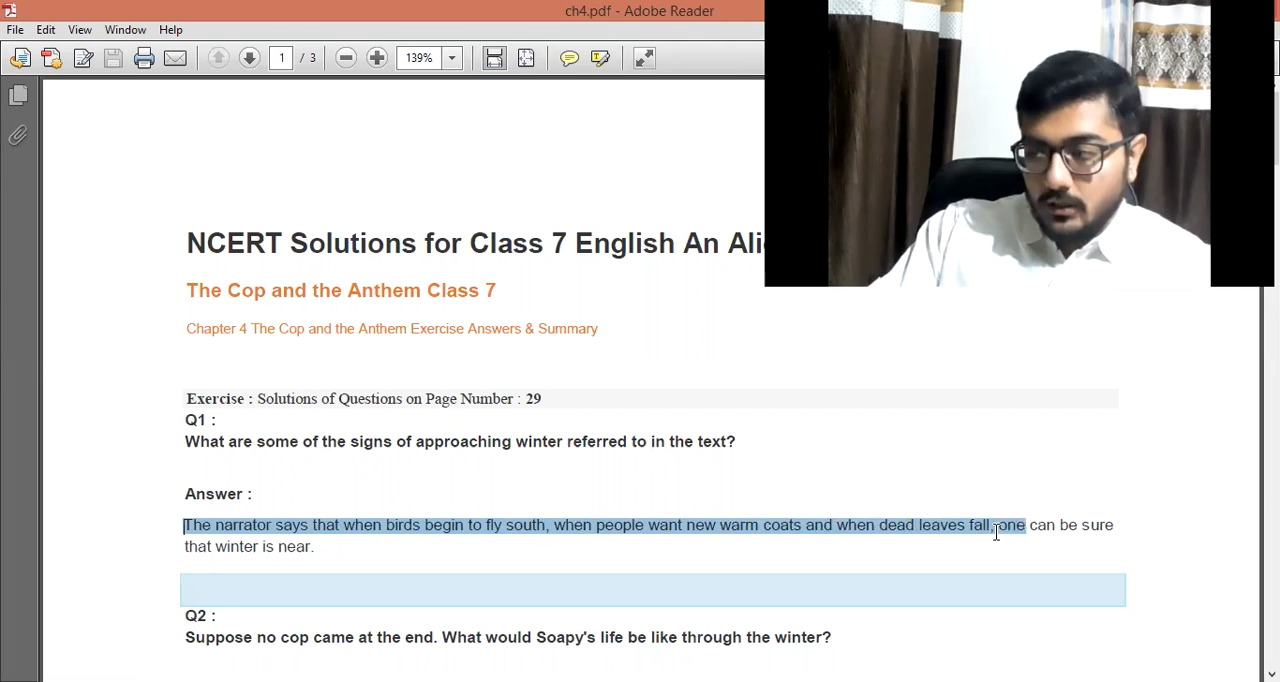 ch4.pdf - Adobe Reader
File Edit View Window Help
1 / 3 139%
NCERT Solutions for Class 7 English An Ali
The Cop and the Anthem Class 7
Chapter 4 The Cop and the Anthem Exercise Answers & Summary
Exercise : Solutions of Questions on Page Number : 29
Q1 :
What are some of the signs of approaching winter referred to in the text?
Answer :
The narrator says that when birds begin to fly south, when people want new warm coats and when dead leaves fall, one can be sure
that winter is near.
Q2 :
Suppose no cop came at the end. What would Soapy's life be like through the winter?